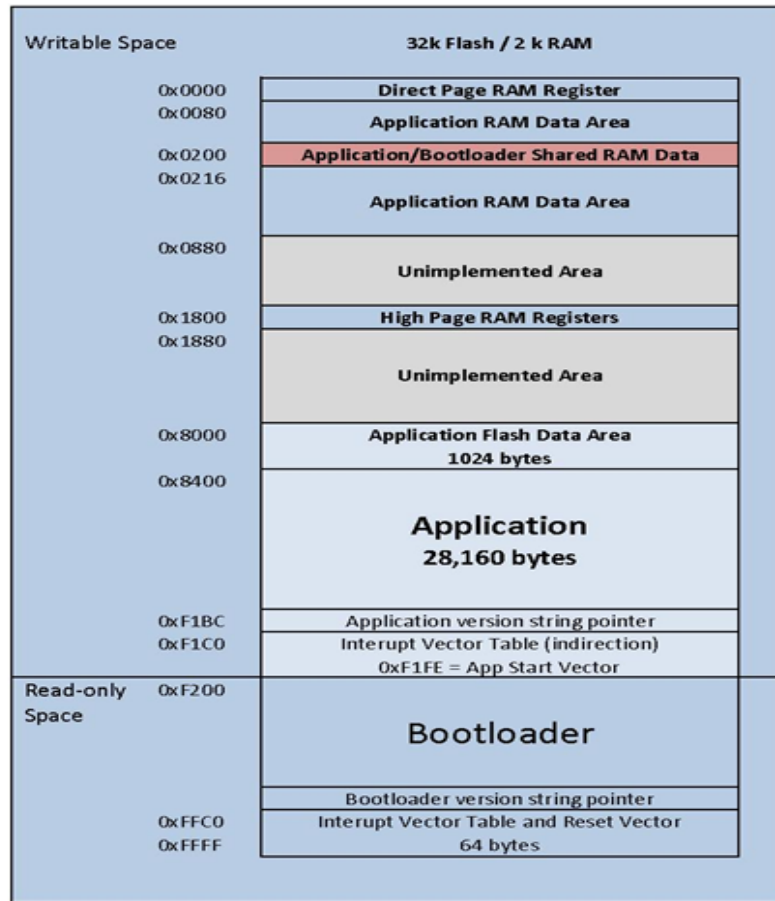 Writable Space 32k Flash / 2 k RAM
0x0000 Direct Page RAM Register
0x0080
Application RAM Data Area
0x0200 Application/Bootloader Shared RAM Data
0x0216
Application RAM Data Area
0x0880
Unimplemented Area
0x1800 High Page RAM Registers
0x1880
Unimplemented Area
0x8000 Application Flash Data Area
1024 bytes
0x8400
Application
28,160 bytes
0xF1BC Application version string pointer
0xF1C0 Interupt Vector Table (indirection)
0xF1FE = App Start Vector
Read-only 0xF200
Space
Bootloader
Bootloader version string pointer
0xFFC0 Interupt Vector Table and Reset Vector
0xFFFF 64 bytes